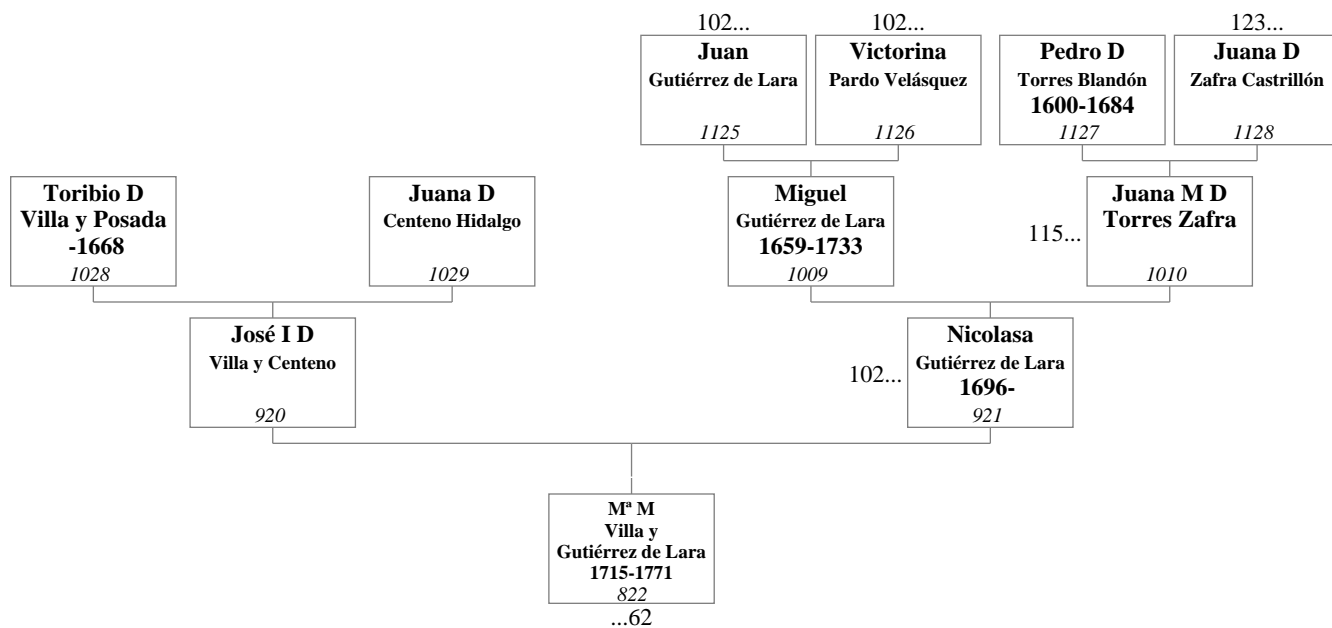 102...
102...
123...
Juan
Gutiérrez de Lara
1125
Victorina
Pardo Velásquez
1126
Pedro D
Torres Blandón
1600-1684
1127
Juana D
Zafra Castrillón
1128
Toribio D
Villa y Posada
-1668
1028
Juana D
Centeno Hidalgo
1029
Miguel
Gutiérrez de Lara
1659-1733
1009
115...
Juana M D
Torres Zafra
1010
José I D
Villa y Centeno
920
102...
Nicolasa
Gutiérrez de Lara
1696-
921
Mª M
Villa y
Gutiérrez de Lara
1715-1771
822
...62